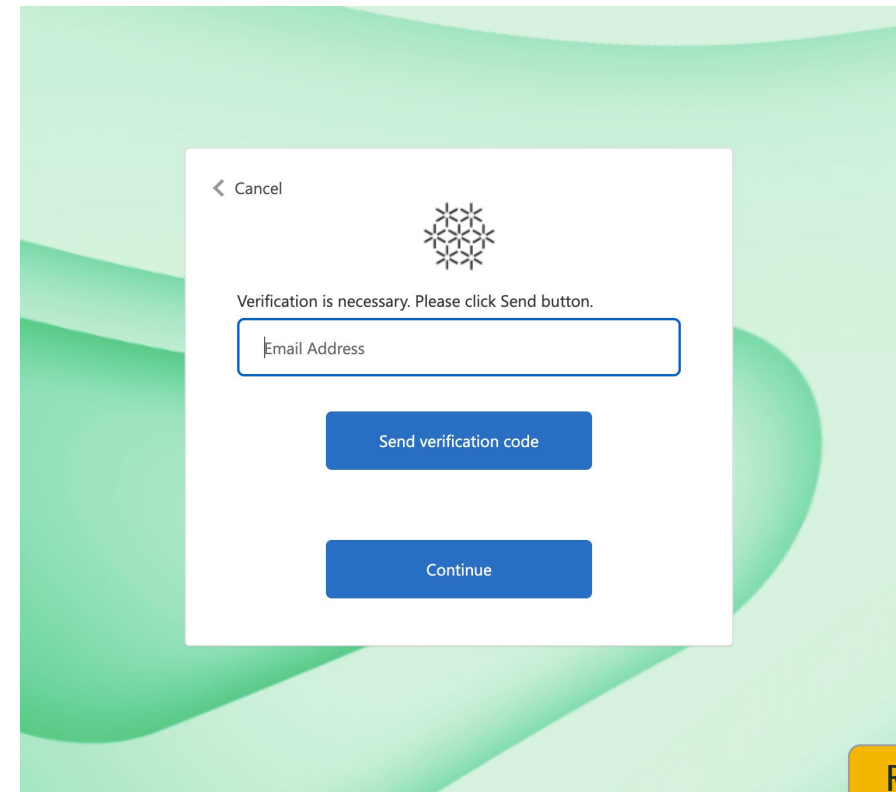 Cancel
Verification is necessary. Please click Send button.
Email Address
Send verification code
Continue